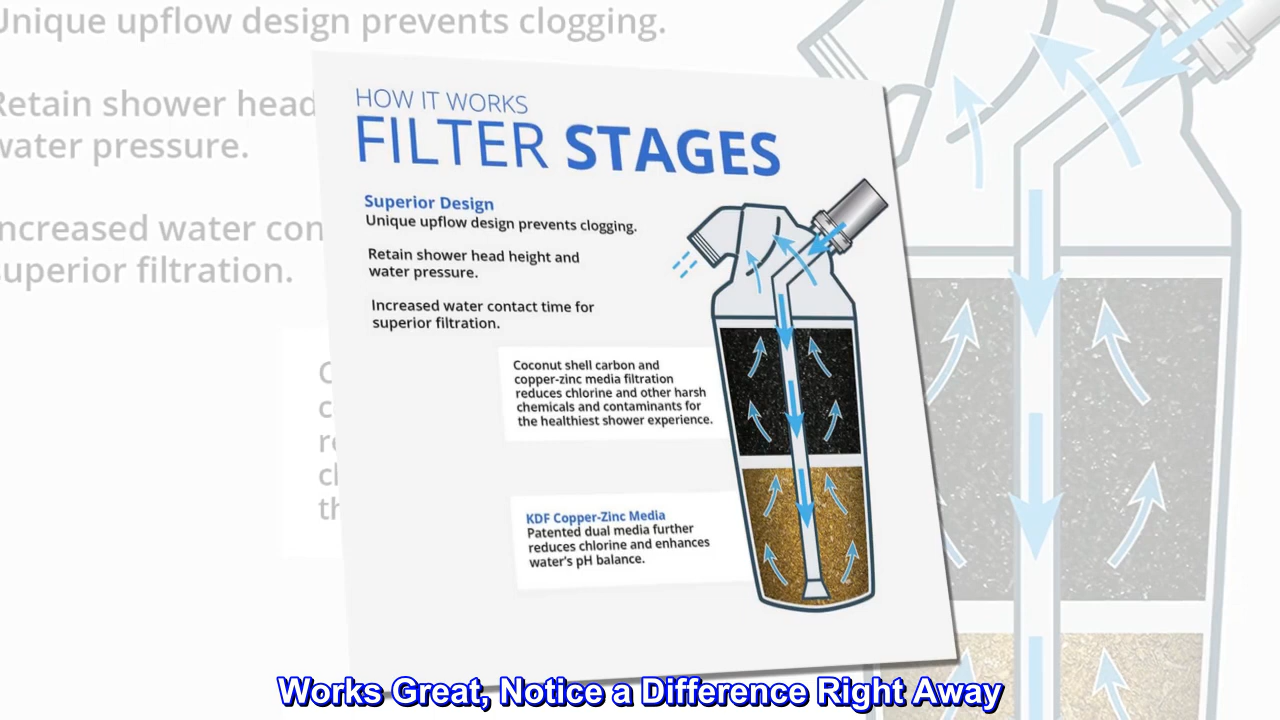 Unique upflow design prevents clogging.
Retain shower head
water pressure.
Increased water con
superior filtration.
HOW IT WORKS
FILTER STAGES
Superior Design
Unique upflow design prevents clogging.
Retain shower head height and
water pressure.
Increased water contact time for
superior filtration.
Coconut shell carbon and
copper-zinc media filtration
reduces chlorine and other harsh
chemicals and contaminants for
the healthiest shower experience.
KDF Copper-Zinc Media
Patented dual media further
reduces chlorine and enhances
water's pH balance.
Works Great, Notice a Difference Right Away